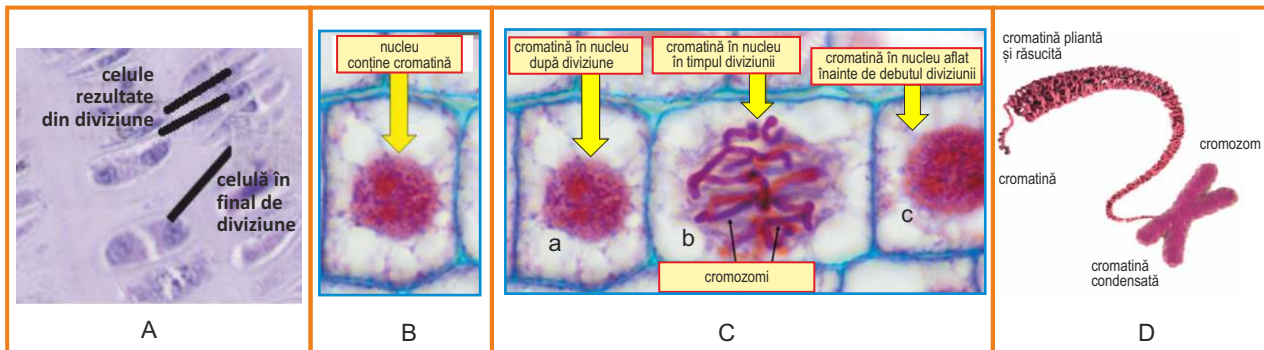 celule
rezultate
din diviziune
celulă în
final de
diviziune
A
nucleu
conține cromatină
B
cromatină în nucleu
după diviziune
cromatină în nucleu
în timpul diviziunii
cromatină în nucleu aflat
înainte de debutul diviziunii
a
b
c
cromozomi
C
cromatină pliantă
și răsucită
cromozom
cromatină
cromatină
condensată
D